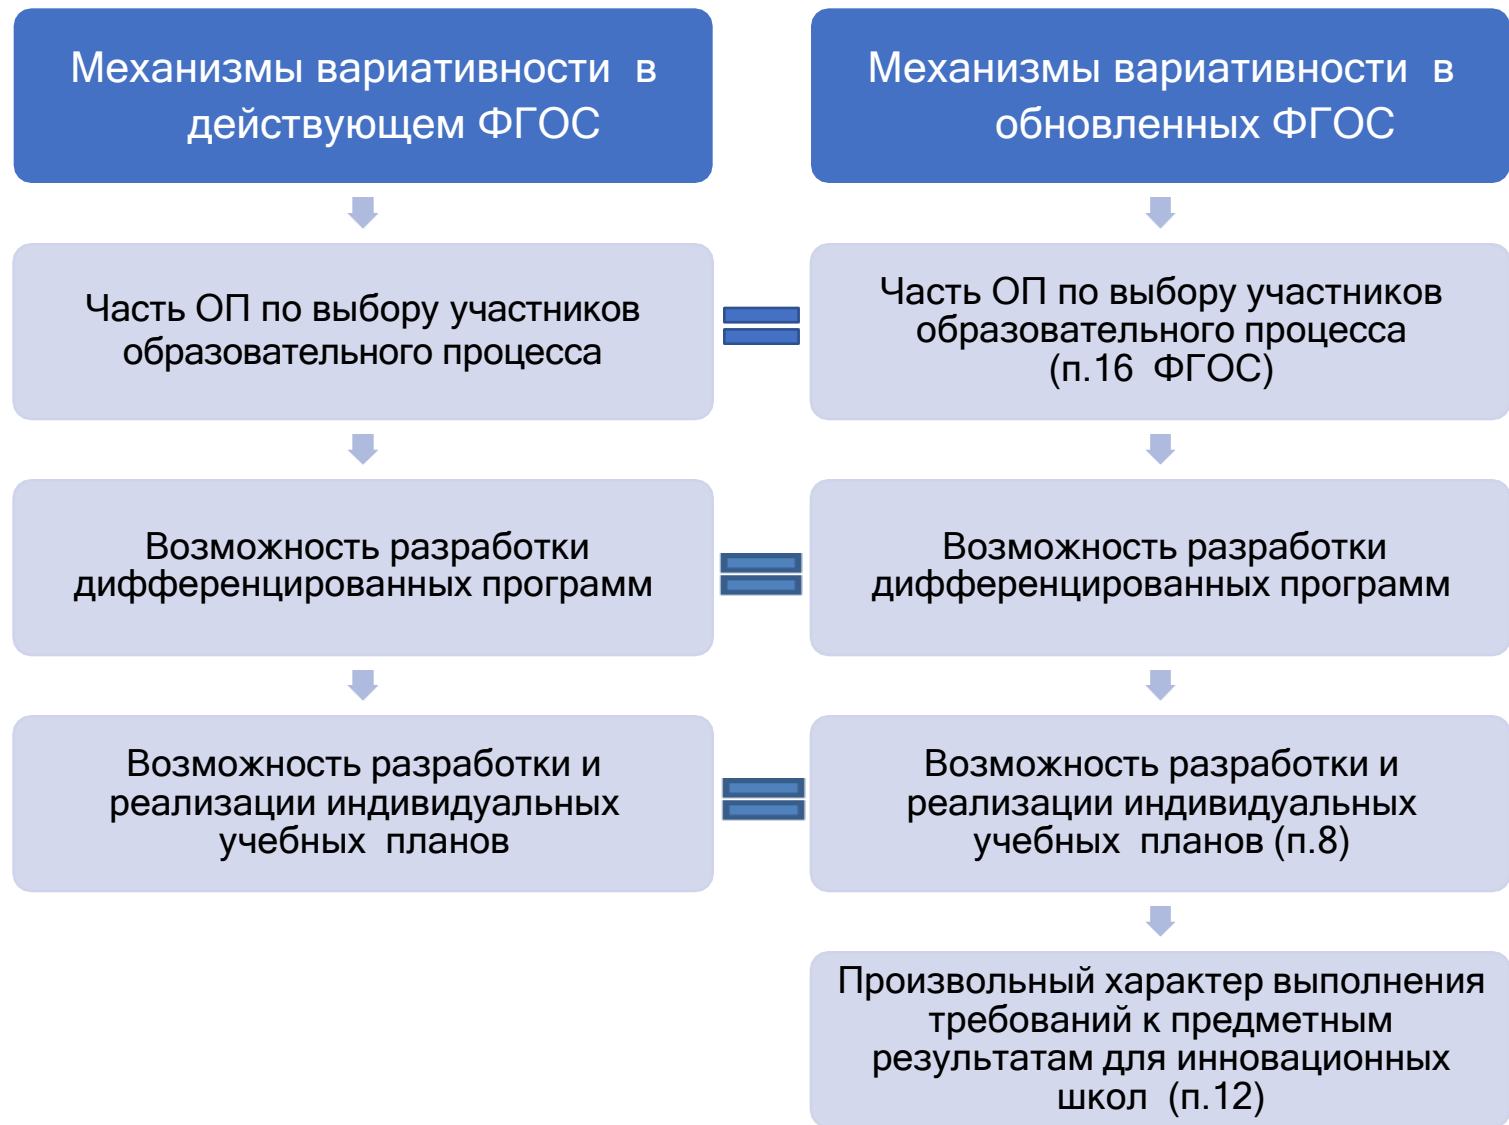 Механизмы вариативности в
действующем ФГОС
Часть ОП по выбору участников
образовательного процесса
Возможность разработки
дифференцированных программ
Возможность разработки и
реализации индивидуальных
учебных планов
Механизмы вариативности в
обновленных ФГОС
Часть ОП по выбору участников
образовательного процесса
(п.16 ФГОС)
Возможность разработки
дифференцированных программ
Возможность разработки и
реализации индивидуальных
учебных планов (п.8)
Произвольный характер выполнения
требований к предметным
результатам для инновационных
школ (п.12)